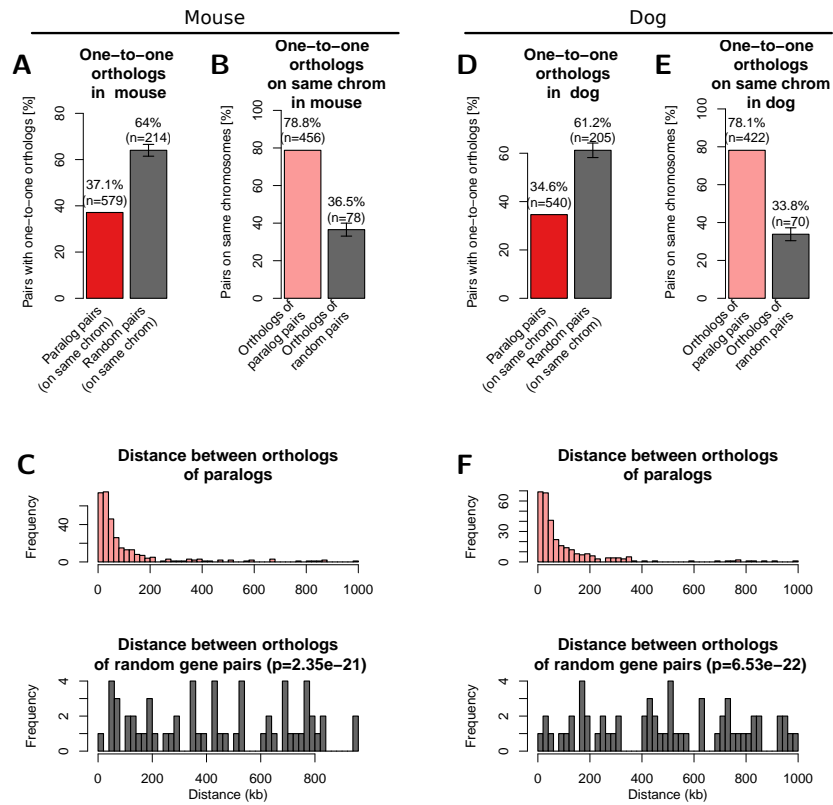 Mouse
A
One−to−one
orthologs
in mouse
Pairs with one−to−one orthologs [%]
80
60
40
20
0
37.1%
(n=579)
64%
(n=214)
Paralog pairs
(on same chrom)
Random pairs
(on same chrom)
B
One−to−one
orthologs
on same chrom
in mouse
Pairs on same chromosomes [%]
100
80
60
40
20
0
78.8%
(n=456)
36.5%
(n=78)
Orthologs of
paralog pairs
Orthologs of
random pairs
Dog
D
One−to−one
orthologs
in dog
Pairs with one−to−one orthologs [%]
60
40
20
0
34.6%
(n=540)
61.2%
(n=205)
Paralog pairs
(on same chrom)
Random pairs
(on same chrom)
E
One−to−one
orthologs
on same chrom
in dog
Pairs on same chromosomes [%]
100
80
60
40
20
0
78.1%
(n=422)
33.8%
(n=70)
Orthologs of
paralog pairs
Orthologs of
random pairs
C
Distance between orthologs
of paralogs
Frequency
40
0
0 200 400 600 800 1000
Distance between orthologs
of random gene pairs (p=2.35e−21)
Frequency
4
2
0
0 200 400 600 800
Distance (kb)
F
Distance between orthologs
of paralogs
Frequency
60
30
0
0 200 400 600 800 1000
Distance between orthologs
of random gene pairs (p=6.53e−22)
Frequency
4
2
0
0 200 400 600 800 1000
Distance (kb)